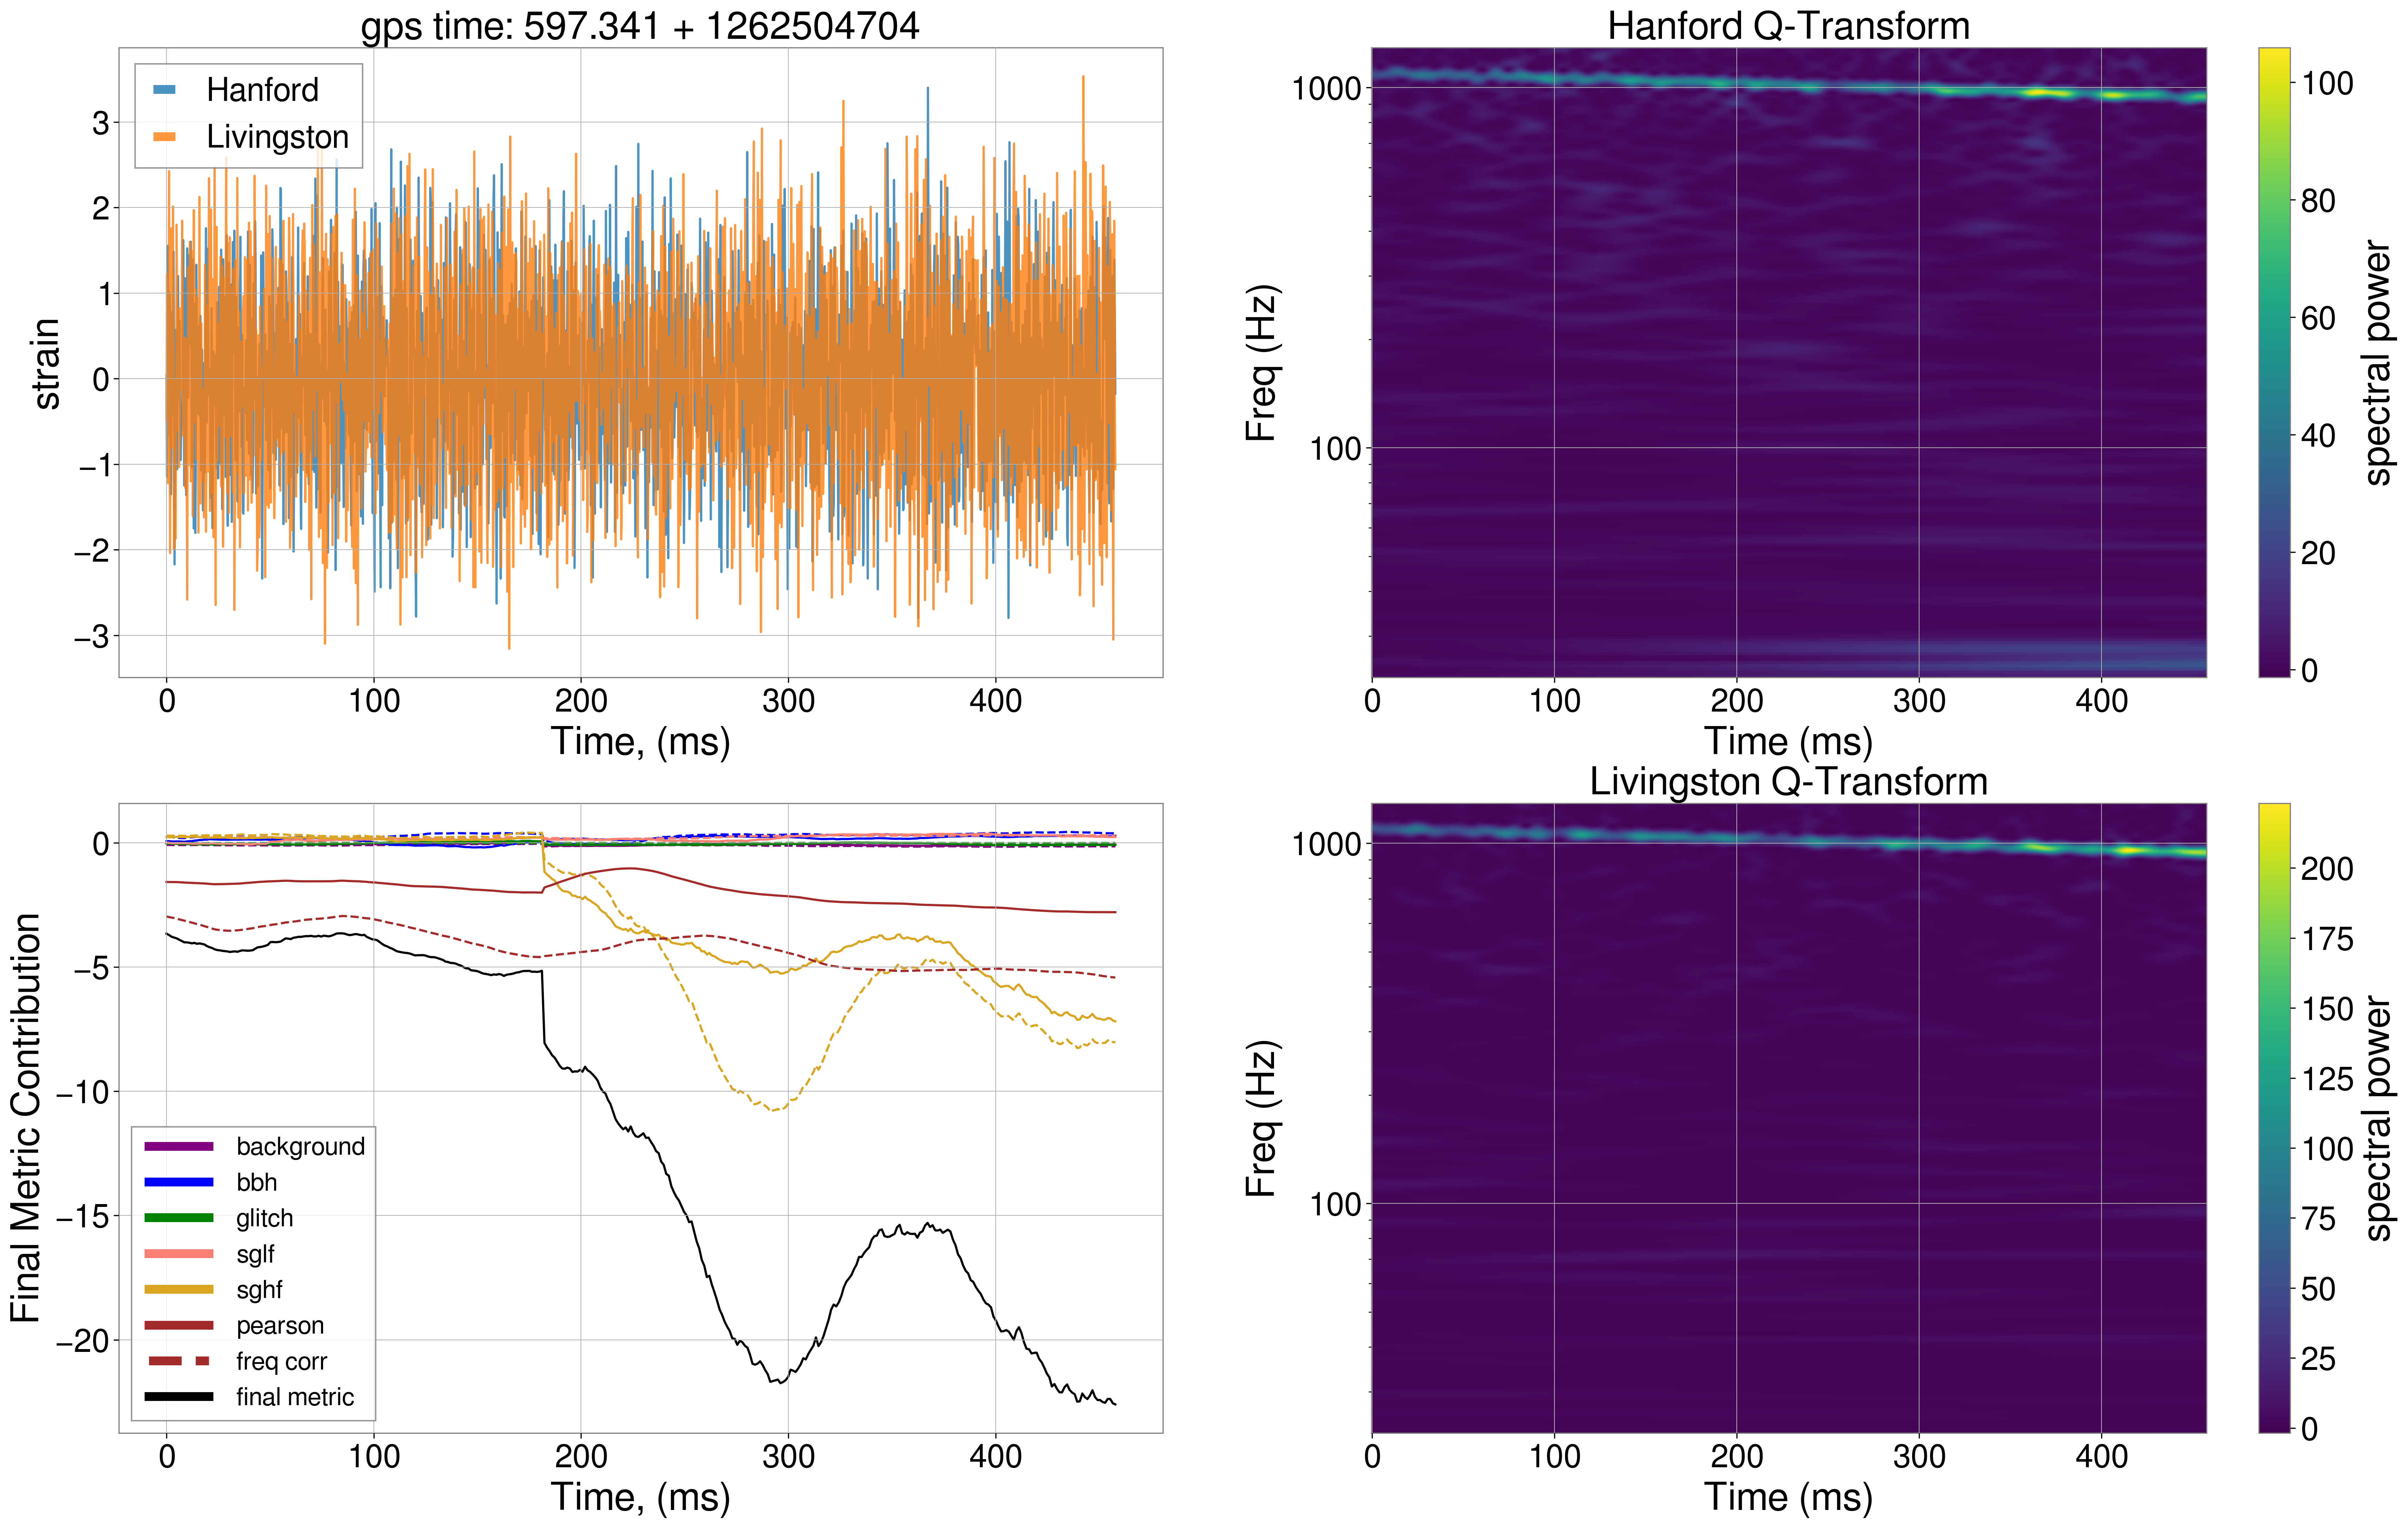 gps time: 597.341 + 1262504704
Hanford
Livingston
3
2
1
0
−1
−2
−3
strain
0
100
200
300
400
Time, (ms)
Hanford Q-Transform
1000
100
Freq (Hz)
0
100
200
300
400
Time (ms)
100
80
60
40
20
0
spectral power
0
−5
−10
−15
−20
Final Metric Contribution
background
bbh
glitch
sglf
sghf
pearson
freq corr
final metric
0
100
200
300
400
Time, (ms)
Livingston Q-Transform
1000
100
Freq (Hz)
0
100
200
300
400
Time (ms)
200
175
150
125
100
75
50
25
0
spectral power